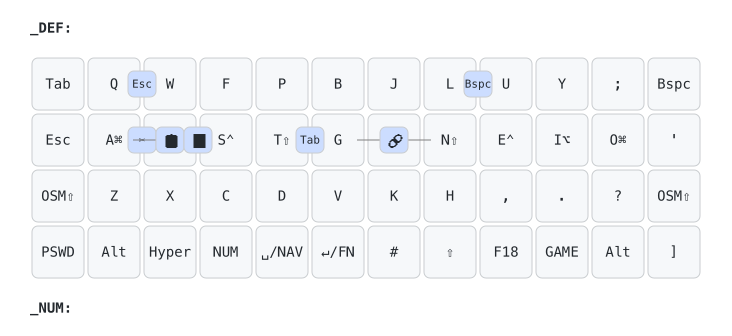 _DEF:
Tab Q Esc W F P B J L Bspc U Y ; Bspc
Esc A⌘ S^ T⇧ Tab G N⇧ E^ I⌥ O⌘ '
OSM⇧ Z X C D V K H , . ? OSM⇧
PSWD Alt Hyper NUM ␣/NAV ↵/FN # ⇧ F18 GAME Alt ]
_NUM: